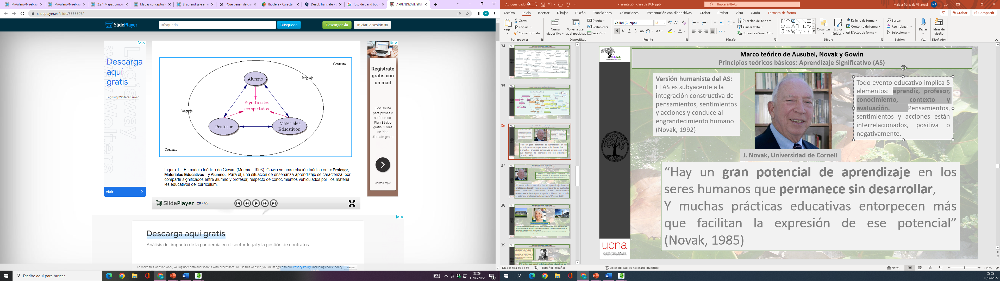 MiAulario/Nirelkas
MiAulario/Nirelkas
2.2.1 Mapas conce
Mapas conceptuale
El aprendizaje en e
¿Qué tienen de cie
Biosfera - Caracter
DeepL Translate -
foto de david bob
APRENDIZAJE SIG
slideplayer.es/slide/3568507/
M
SlidePlayer
Búsqueda...
Búsqueda
Descargar
Iniciar la sesión
Descarga
aquí
gratis
Legisway Wolters Kluwer
Abrir
Contexto
Alumno
lenguaje
Significados
compartidos
lenguaje
Profesor
Materiales
Educativos
Contexto
Figura 1 – El modelo triádico de Gowin. (Moreira, 1993): Gowin ve una relación triádica entre Profesor,
Materiales Educativos y Alumno. Para él, una situación de enseñanza-aprendizaje se caracteriza por
compartir significados entre alumno y profesor, respecto de conocimientos vehiculados por los materia-
les educativos del currículum.
SlidePlayer 28 / 65
Regístrate
gratis con
un mail
ERP Online
para pymes y
autónomos.
Plan Básico
gratis. 1 mes
de Plan
Ultimate gratis.
Contasimple
Descarga aquí gratis
Análisis del impacto de la pandemia en el sector legal y la gestión de contratos
To make this website work, we log user data and share it with processors. To use this website, you must agree to our Privacy Policy, including cookie policy. I agree.
Escribe aquí para buscar.
22:29
11/06/2022
Autoguardado
Presentación clase de DCN.pptx
Buscar (Alt+Q)
Maider Pérez de Villarreal
MP
Archivo Inicio Insertar Dibujar Diseño Transiciones Animaciones Presentación con diapositivas Grabar Revisar Vista Ayuda Formato de forma
Grabar
Compartir
Pegar
Cortar
Copiar
Copiar formato
Portapapeles
Nueva
diapositiva
Volver a usar
las diapositivas
Diseño
Restablecer
Sección
Diapositivas
Calibri (Cuerpo) 18
N K S S ab AV Aa A
Fuente
Dirección del texto
Alinear texto
Convertir a SmartArt
Párrafo
Organizar
Estilos
rápidos
Relleno de forma
Contorno de forma
Efectos de forma
Dibujo
Buscar
Reemplazar
Seleccionar
Edición
Dictar
Voz
Ideas de
diseño
Diseñador
34
35
36
37
38
39
ASSANA
Marco teórico de Ausubel, Novak y Gowin
Principios teóricos básicos: Aprendizaje Significativo (AS)
Versión humanista del AS:
El AS es subyacente a la
integración constructiva de
pensamientos, sentimientos
y acciones y conduce al
engrandecimiento humano
(Novak, 1992)
Todo evento educativo implica 5
elementos: aprendiz, profesor,
conocimiento, contexto y
evaluación. Pensamientos,
sentimientos y acciones están
interrelacionados, positiva o
negativamente.
J. Novak, Universidad de Cornell
“Hay un gran potencial de aprendizaje en los
seres humanos que permanece sin desarrollar,
Y muchas prácticas educativas entorpecen más
que facilitan la expresión de ese potencial”
(Novak, 1985)
upna
Universidad Pública de Navarra
Nafarroako Unibertsitate Publikoa
Diapositiva 36 de 59
Español (España)
Accesibilidad: es necesario investigar
Notas
114 %
22:29
11/06/2022